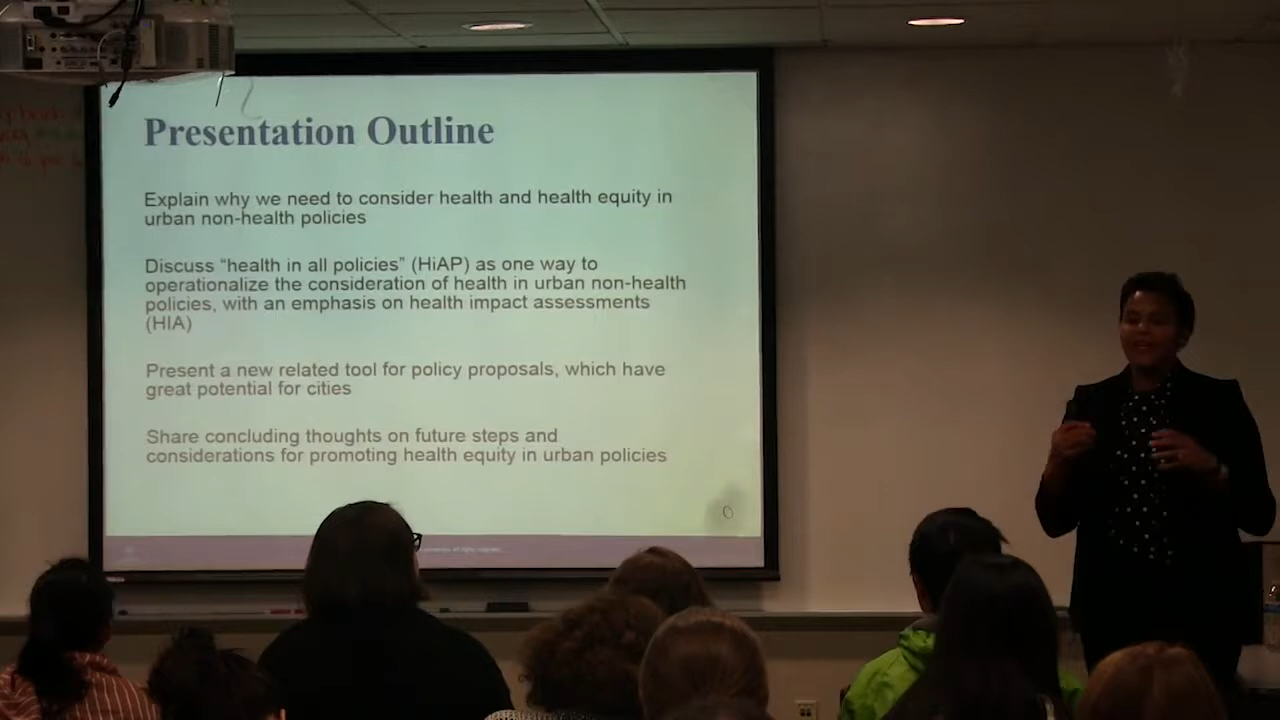 Presentation Outline
Explain why we need to consider health and health equity in
urban non-health policies
Discuss “health in all policies” (HiAP) as one way to
operationalize the consideration of health in urban non-health
policies, with an emphasis on health impact assessments
(HIA)
Present a new related tool for policy proposals, which have
great potential for cities
Share concluding thoughts on future steps and
considerations for promoting health equity in urban policies